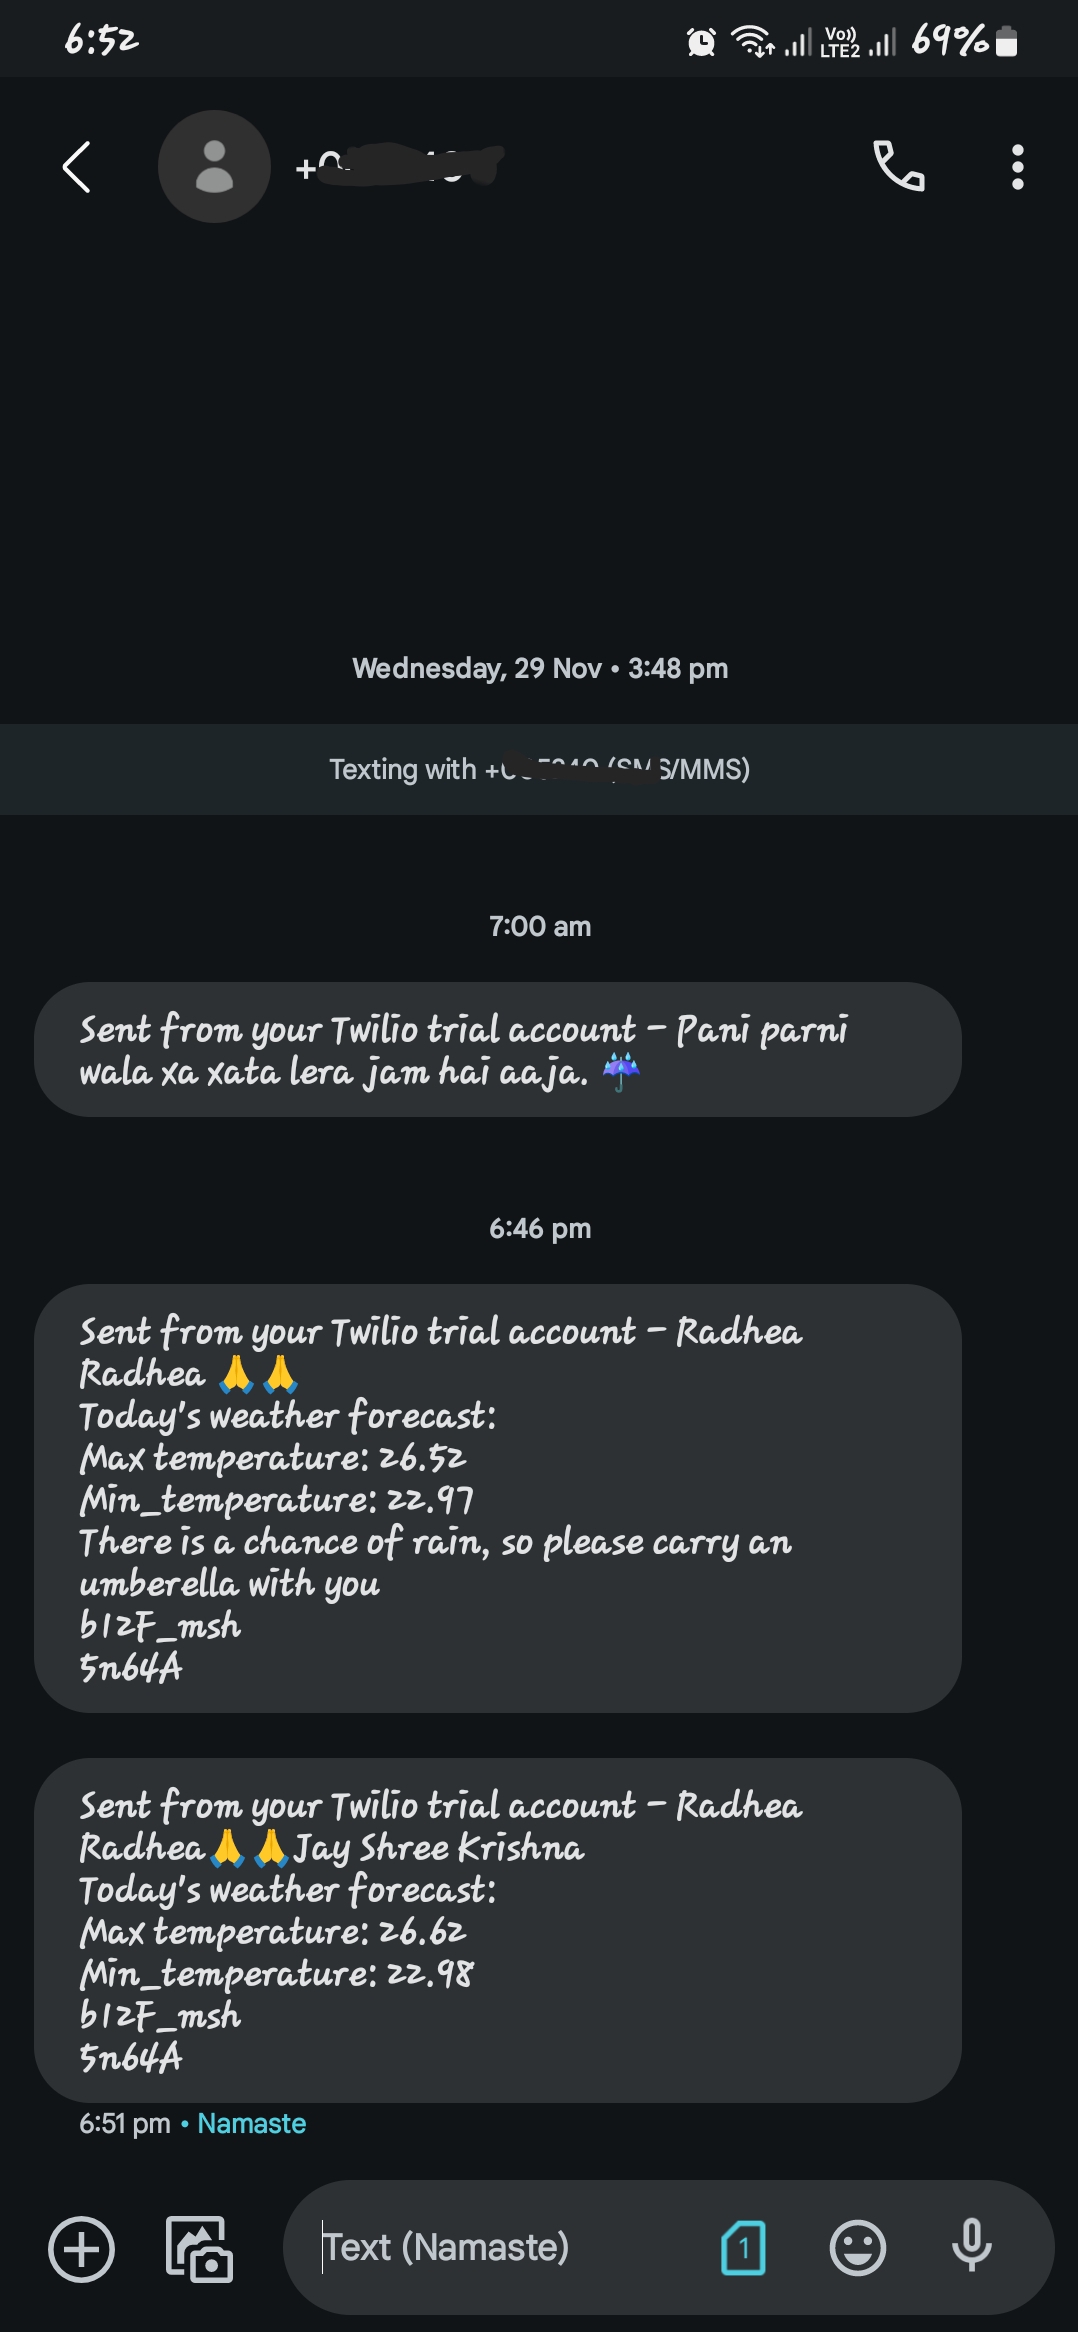 6:52
Vo)) LTE2 69%
Wednesday, 29 Nov • 3:48 pm
Texting with (SMS/MMS)
7:00 am
Sent from your Twilio trial account - Pani parni
wala xa xata lera jam hai aaja. ☔
6:46 pm
Sent from your Twilio trial account - Radhea
Radhea 🙏🙏
Today's weather forecast:
Max temperature: 26.52
Min_temperature: 22.97
There is a chance of rain, so please carry an
umberella with you
b12F_msh
5n64A
Sent from your Twilio trial account - Radhea
Radhea🙏🙏Jay Shree Krishna
Today's weather forecast:
Max temperature: 26.62
Min_temperature: 22.98
b12F_msh
5n64A
6:51 pm • Namaste
Text (Namaste)
1